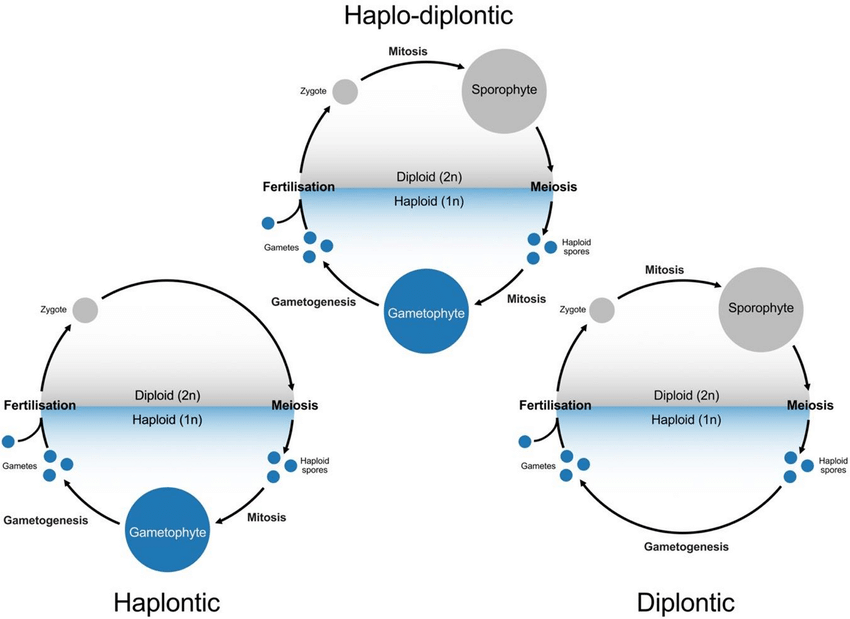 Haplo-diplontic
Mitosis
Zygote
Sporophyte
Diploid (2n)
Fertilisation
Meiosis
Haploid (1n)
Gametes
Haploid
spores
Gametogenesis
Mitosis
Gametophyte
Zygote
Diploid (2n)
Fertilisation
Meiosis
Haploid (1n)
Gametes
Haploid
spores
Gametogenesis
Mitosis
Gametophyte
Haplontic
Mitosis
Zygote
Sporophyte
Diploid (2n)
Fertilisation
Meiosis
Haploid (1n)
Gametes
Haploid
spores
Gametogenesis
Diplontic